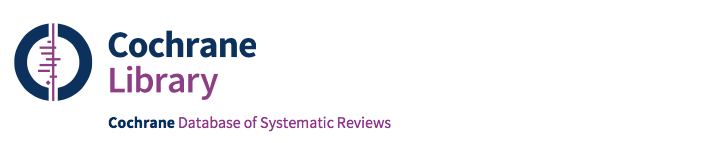 Cochrane
Library
Cochrane Database of Systematic Reviews